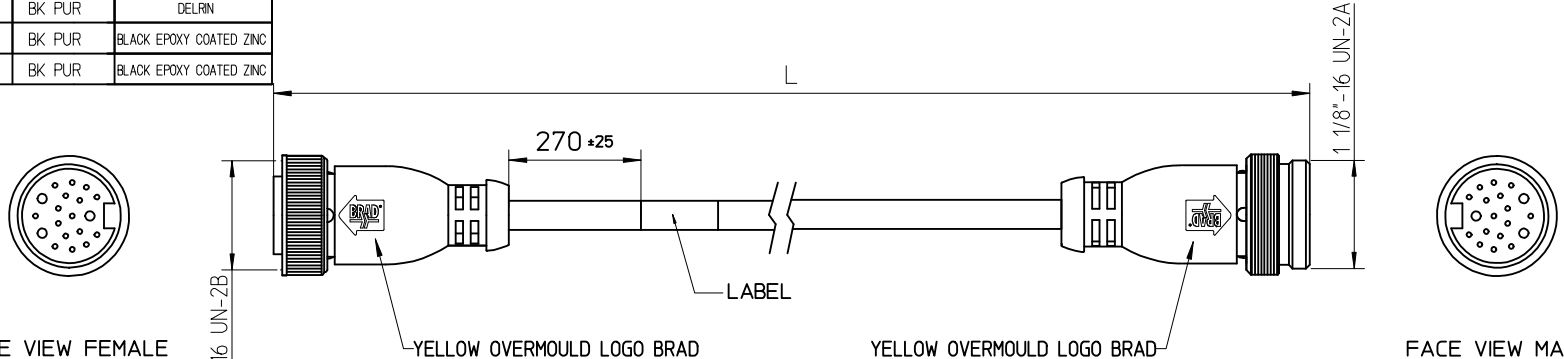 BK PUR DELRIN
BK PUR BLACK EPOXY COATED ZINC
BK PUR BLACK EPOXY COATED ZINC
L
1 1/8"-16 UN-2A
270 ±25
BRAD®
BRAD®
16 UN-2B
LABEL
E VIEW FEMALE
YELLOW OVERMOULD LOGO BRAD
YELLOW OVERMOULD LOGO BRAD
FACE VIEW MA